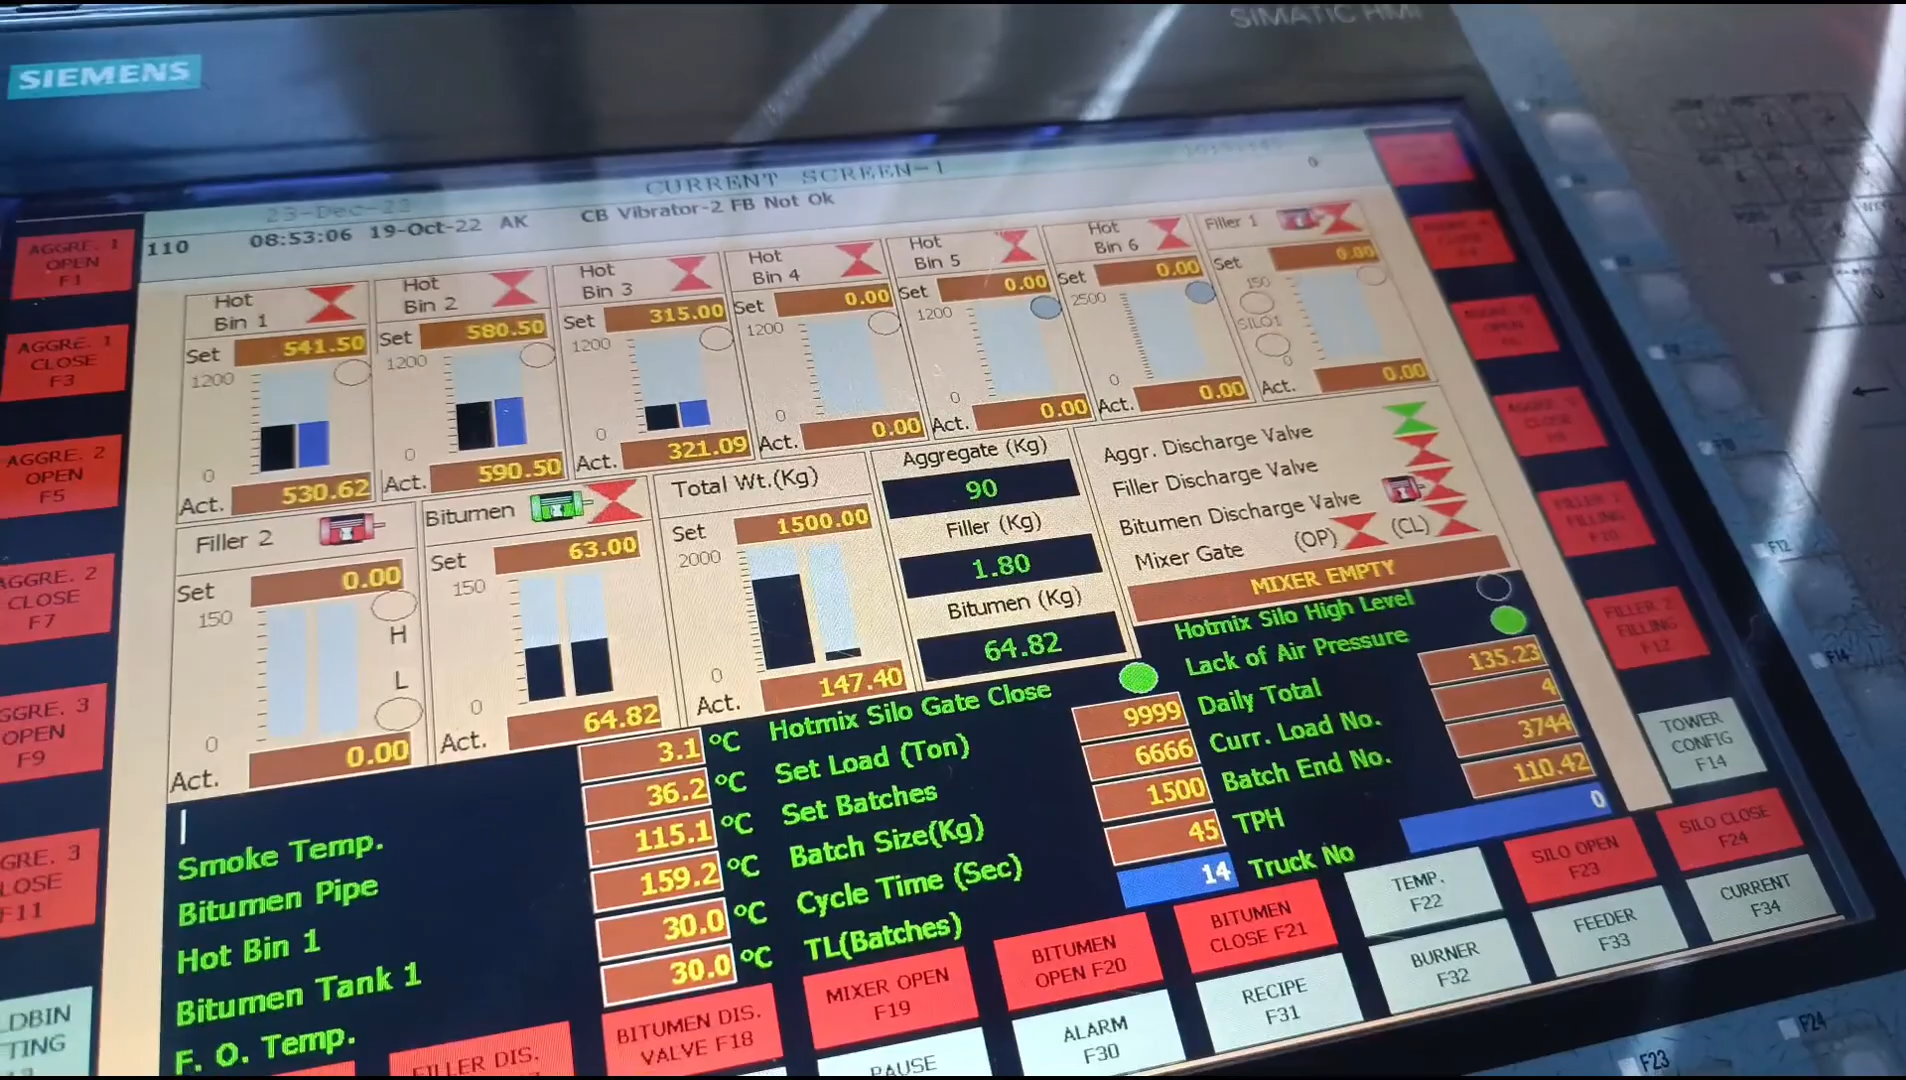 SIMATIC HMI
SIEMENS
CURRENT SCREEN-1
23-Dec-23
0
110 08:53:06 19-Oct-22 AK CB Vibrator-2 FB Not Ok
AGGRE. 1 OPEN F1
AGGRE. 1 CLOSE F3
AGGRE. 2 OPEN F5
AGGRE. 2 CLOSE F7
GGRE. 3 OPEN F9
GRE. 3 LOSE F11
LDBIN TING
Hot Bin 1
Set 541.50
1200
0
Act. 530.62
Hot Bin 2
Set 580.50
1200
0
Act. 590.50
Hot Bin 3
Set 315.00
1200
0
Act. 321.09
Hot Bin 4
Set 0.00
1200
0
Act. 0.00
Hot Bin 5
Set 0.00
1200
0
Act. 0.00
Hot Bin 6
Set 0.00
2500
0
Act. 0.00
Filler 1
Set 0.00
150
SILO1
0
Act. 0.00
Filler 2
Set 0.00
150
H
L
0
Act. 0.00
Bitumen
Set 63.00
150
0
Act. 64.82
Total Wt.(Kg)
Set 1500.00
2000
0
Act. 147.40
Aggregate (Kg)
90
Filler (Kg)
1.80
Bitumen (Kg)
64.82
Aggr. Discharge Valve
Filler Discharge Valve
Bitumen Discharge Valve
Mixer Gate (OP) (CL)
MIXER EMPTY
Hotmix Silo High Level
Lack of Air Pressure
Daily Total 135.23
Curr. Load No. 4
Batch End No. 3744
TPH 110.42
Truck No 0
Hotmix Silo Gate Close
Set Load (Ton) 9999
Set Batches 6666
Batch Size(Kg) 1500
Cycle Time (Sec) 45
TL(Batches) 14
3.1 °C
Smoke Temp. 36.2 °C
Bitumen Pipe 115.1 °C
Hot Bin 1 159.2 °C
Bitumen Tank 1 30.0 °C
F. O. Temp. 30.0 °C
FILLER DIS.
BITUMEN DIS. VALVE F18
MIXER OPEN F19
BITUMEN OPEN F20
BITUMEN CLOSE F21
TEMP. F22
SILO OPEN F23
SILO CLOSE F24
PAUSE
ALARM F30
RECIPE F31
BURNER F32
FEEDER F33
CURRENT F34
FILLER 2 FILLING F12
TOWER CONFIG F14
F12
F14
F23
F24